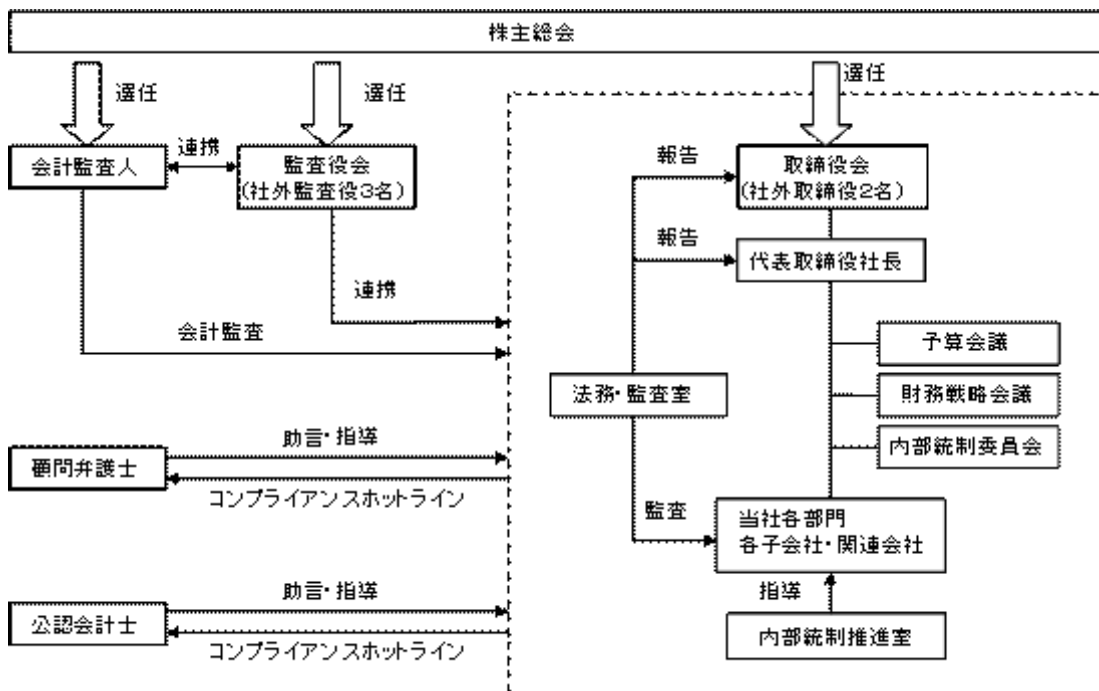 株主総会
選任
選任
選任
会計監査人
連携
監査役会
(社外監査役3名)
報告
取締役会
(社外取締役2名)
報告
代表取締役社長
連携
会計監査
予算会議
法務・監査室
財務戦略会議
内部統制委員会
助言・指導
顧問弁護士
コンプライアンスホットライン
監査
当社各部門
各子会社・関連会社
助言・指導
指導
公認会計士
コンプライアンスホットライン
内部統制推進室